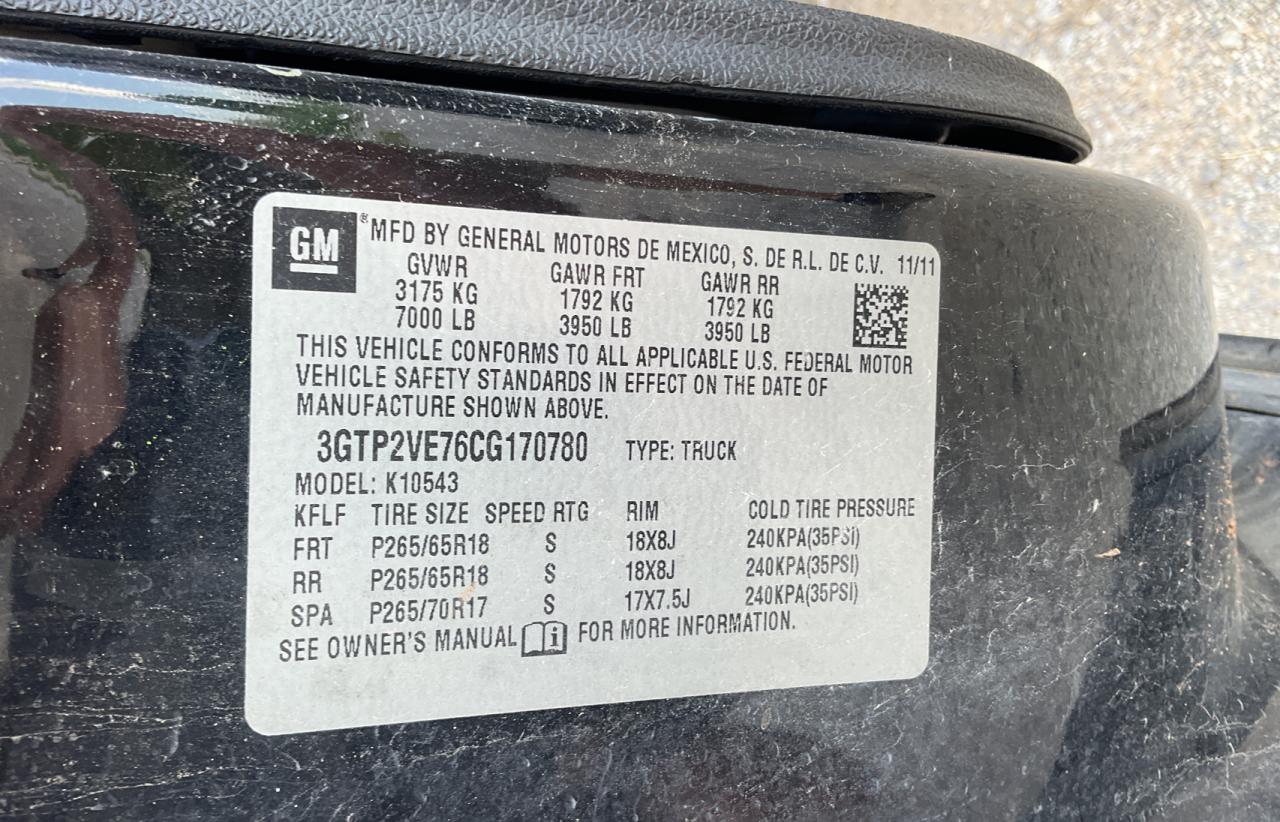 GM
®MFD BY GENERAL MOTORS DE MEXICO, S. DE R.L. DE C.V. 11/11
GVWR GAWR FRT GAWR RR
3175 KG 1792 KG 1792 KG
7000 LB 3950 LB 3950 LB
THIS VEHICLE CONFORMS TO ALL APPLICABLE U.S. FEDERAL MOTOR
VEHICLE SAFETY STANDARDS IN EFFECT ON THE DATE OF
MANUFACTURE SHOWN ABOVE.
3GTP2VE76CG170780 TYPE: TRUCK
MODEL: K10543
KFLF TIRE SIZE SPEED RTG RIM COLD TIRE PRESSURE
FRT P265/65R18 S 18X8J 240KPA(35PSI)
RR P265/65R18 S 18X8J 240KPA(35PSI)
SPA P265/70R17 S 17X7.5J 240KPA(35PSI)
SEE OWNER'S MANUAL i FOR MORE INFORMATION.